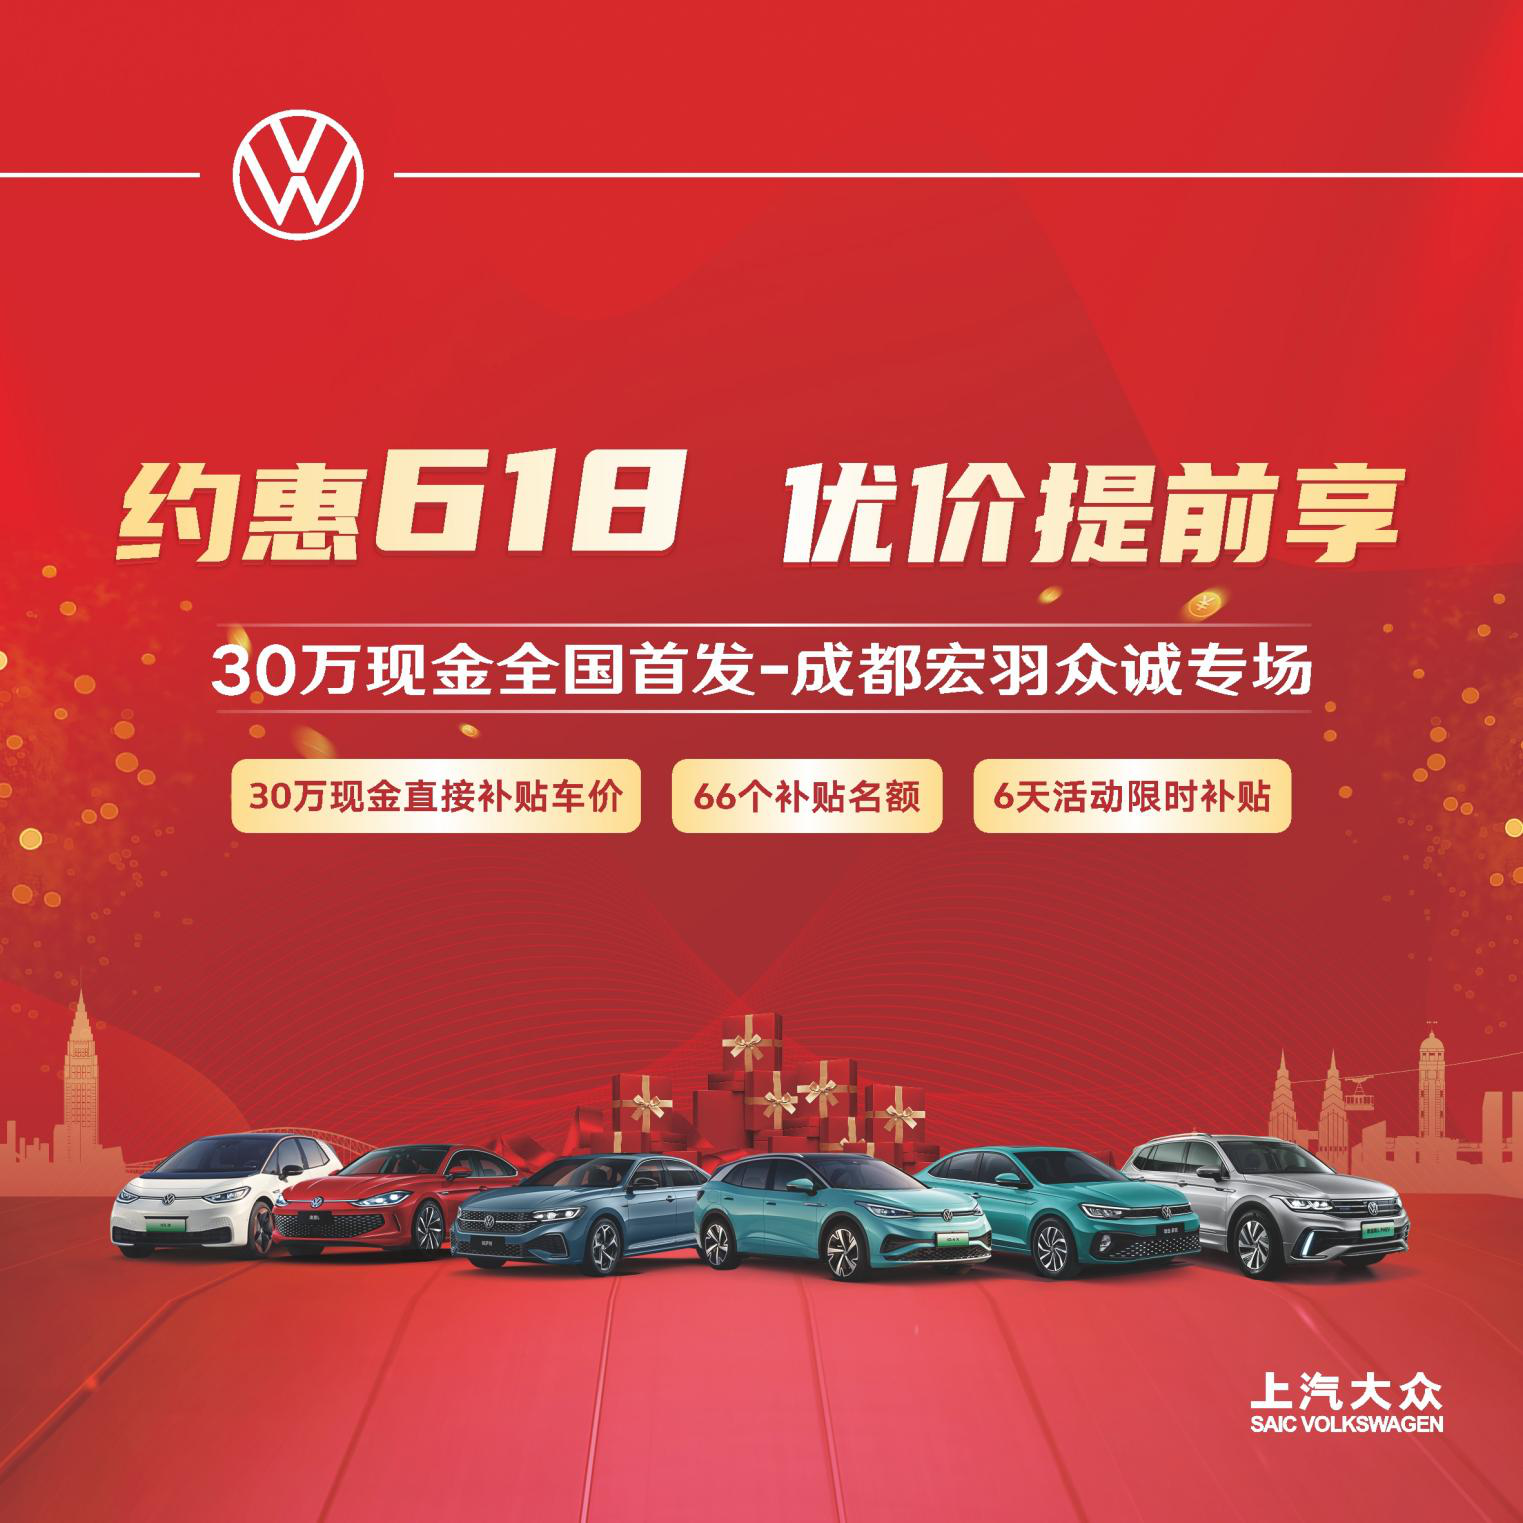 约惠618 优价提前享
30万现金全国首发-成都宏羽众诚专场
30万现金直接补贴车价
66个补贴名额
6天活动限时补贴
ID.4 X
上汽大众
SAIC VOLKSWAGEN